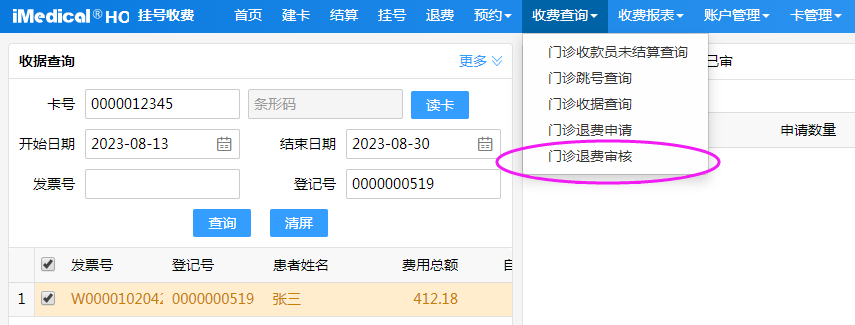 iMedical® HO 挂号收费 首页 建卡 结算 挂号 退费 预约 收费查询 收费报表 账户管理 卡管理
收据查询 更多
卡号 0000012345 条形码 读卡
开始日期 2023-08-13 结束日期 2023-08-30
发票号 登记号 0000000519
查询 清屏
发票号 登记号 患者姓名 费用总额
1 W0000102042 0000000519 张三 412.18
门诊收款员未结算查询
门诊跳号查询
门诊收据查询
门诊退费申请
门诊退费审核
已审
申请数量